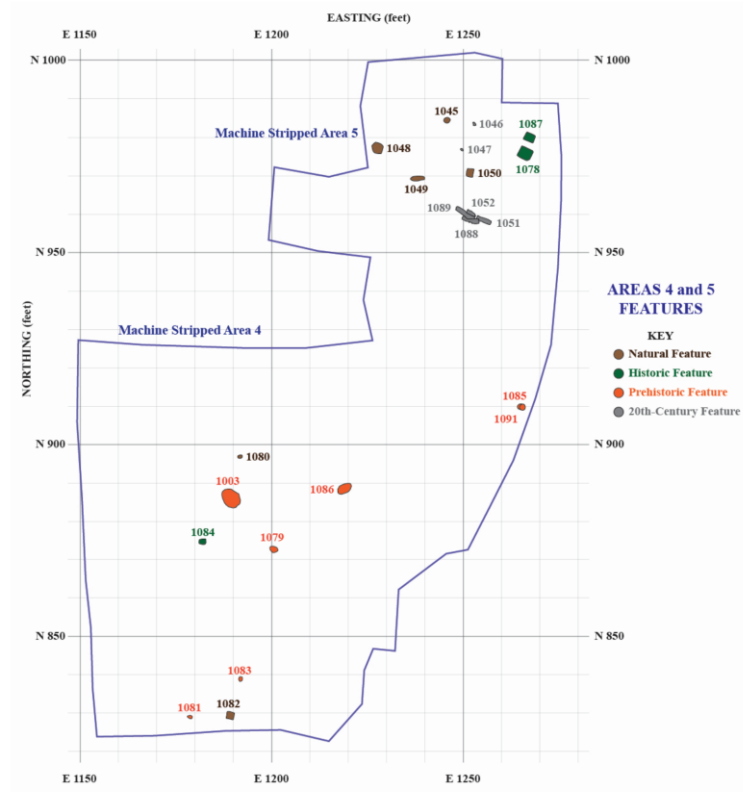 EASTING (feet)
E 1150 E 1200 E 1250
N 1000 N 1000
1045
1046
1087
Machine Stripped Area 5
1048
1047
1078
1050
1049
1052
1089
1051
1088
N 950 N 950
AREAS 4 and 5
FEATURES
Machine Stripped Area 4
KEY
Natural Feature
Historic Feature
Prehistoric Feature
20th-Century Feature
NORTHING (feet)
1085
1091
N 900 N 900
1080
1003
1086
1084
1079
N 850 N 850
1083
1081
1082
E 1150 E 1200 E 1250